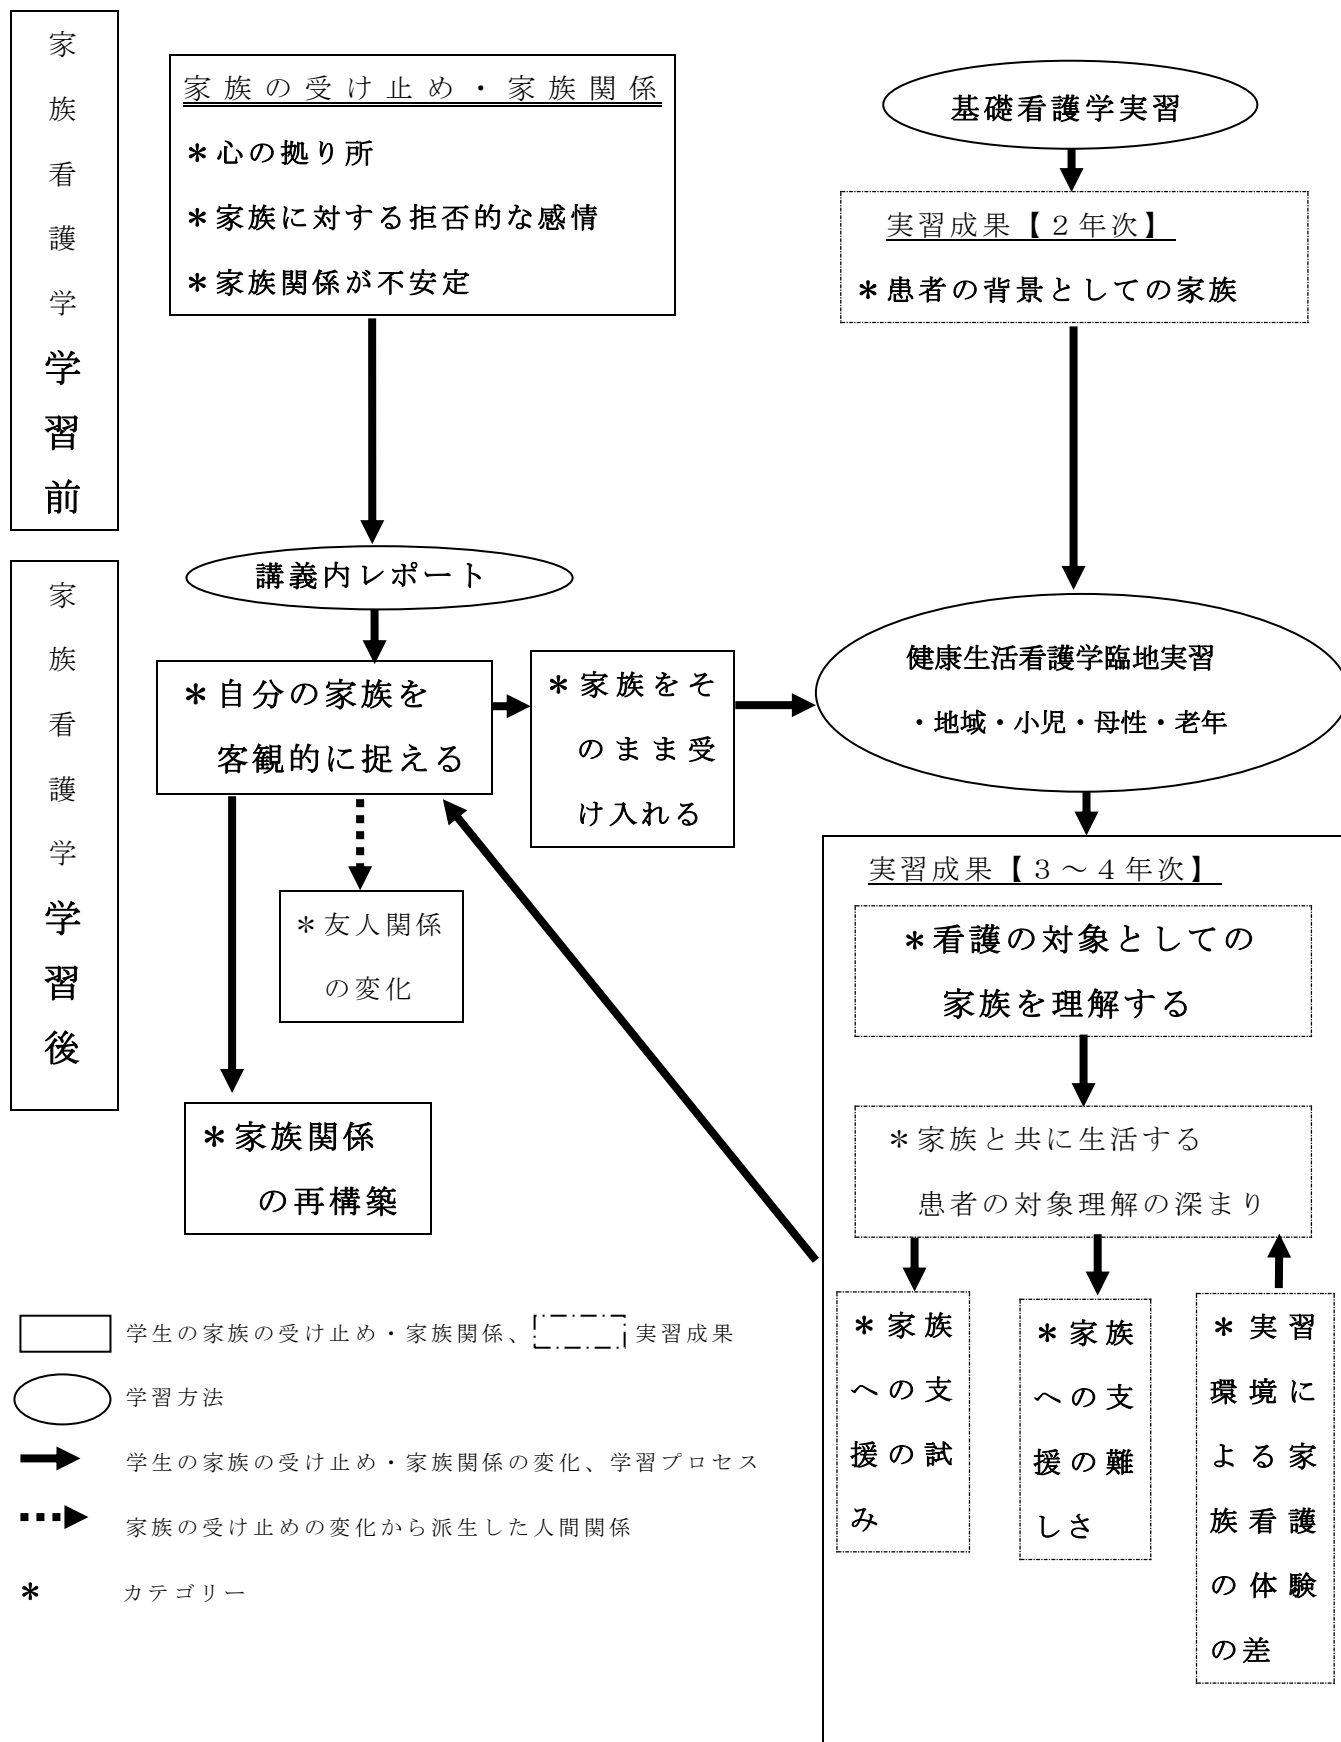 家族看護学学習前
家族の受け止め・家族関係
＊心の拠り所
＊家族に対する拒否的な感情
＊家族関係が不安定
基礎看護学実習
実習成果【２年次】
＊患者の背景としての家族
家族看護学学習後
講義内レポート
＊自分の家族を
客観的に捉える
＊家族をそ
のまま受
け入れる
健康生活看護学臨地実習
・地域・小児・母性・老年
＊友人関係
の変化
＊家族関係
の再構築
実習成果【３～４年次】
＊看護の対象としての
家族を理解する
＊家族と共に生活する
患者の対象理解の深まり
＊家族
への支
援の試
み
＊家族
への支
援の難
しさ
＊実習
環境に
よる家
族看護
の体験
の差
学生の家族の受け止め・家族関係、 実習成果
学習方法
学生の家族の受け止め・家族関係の変化、学習プロセス
家族の受け止めの変化から派生した人間関係
＊ カテゴリー